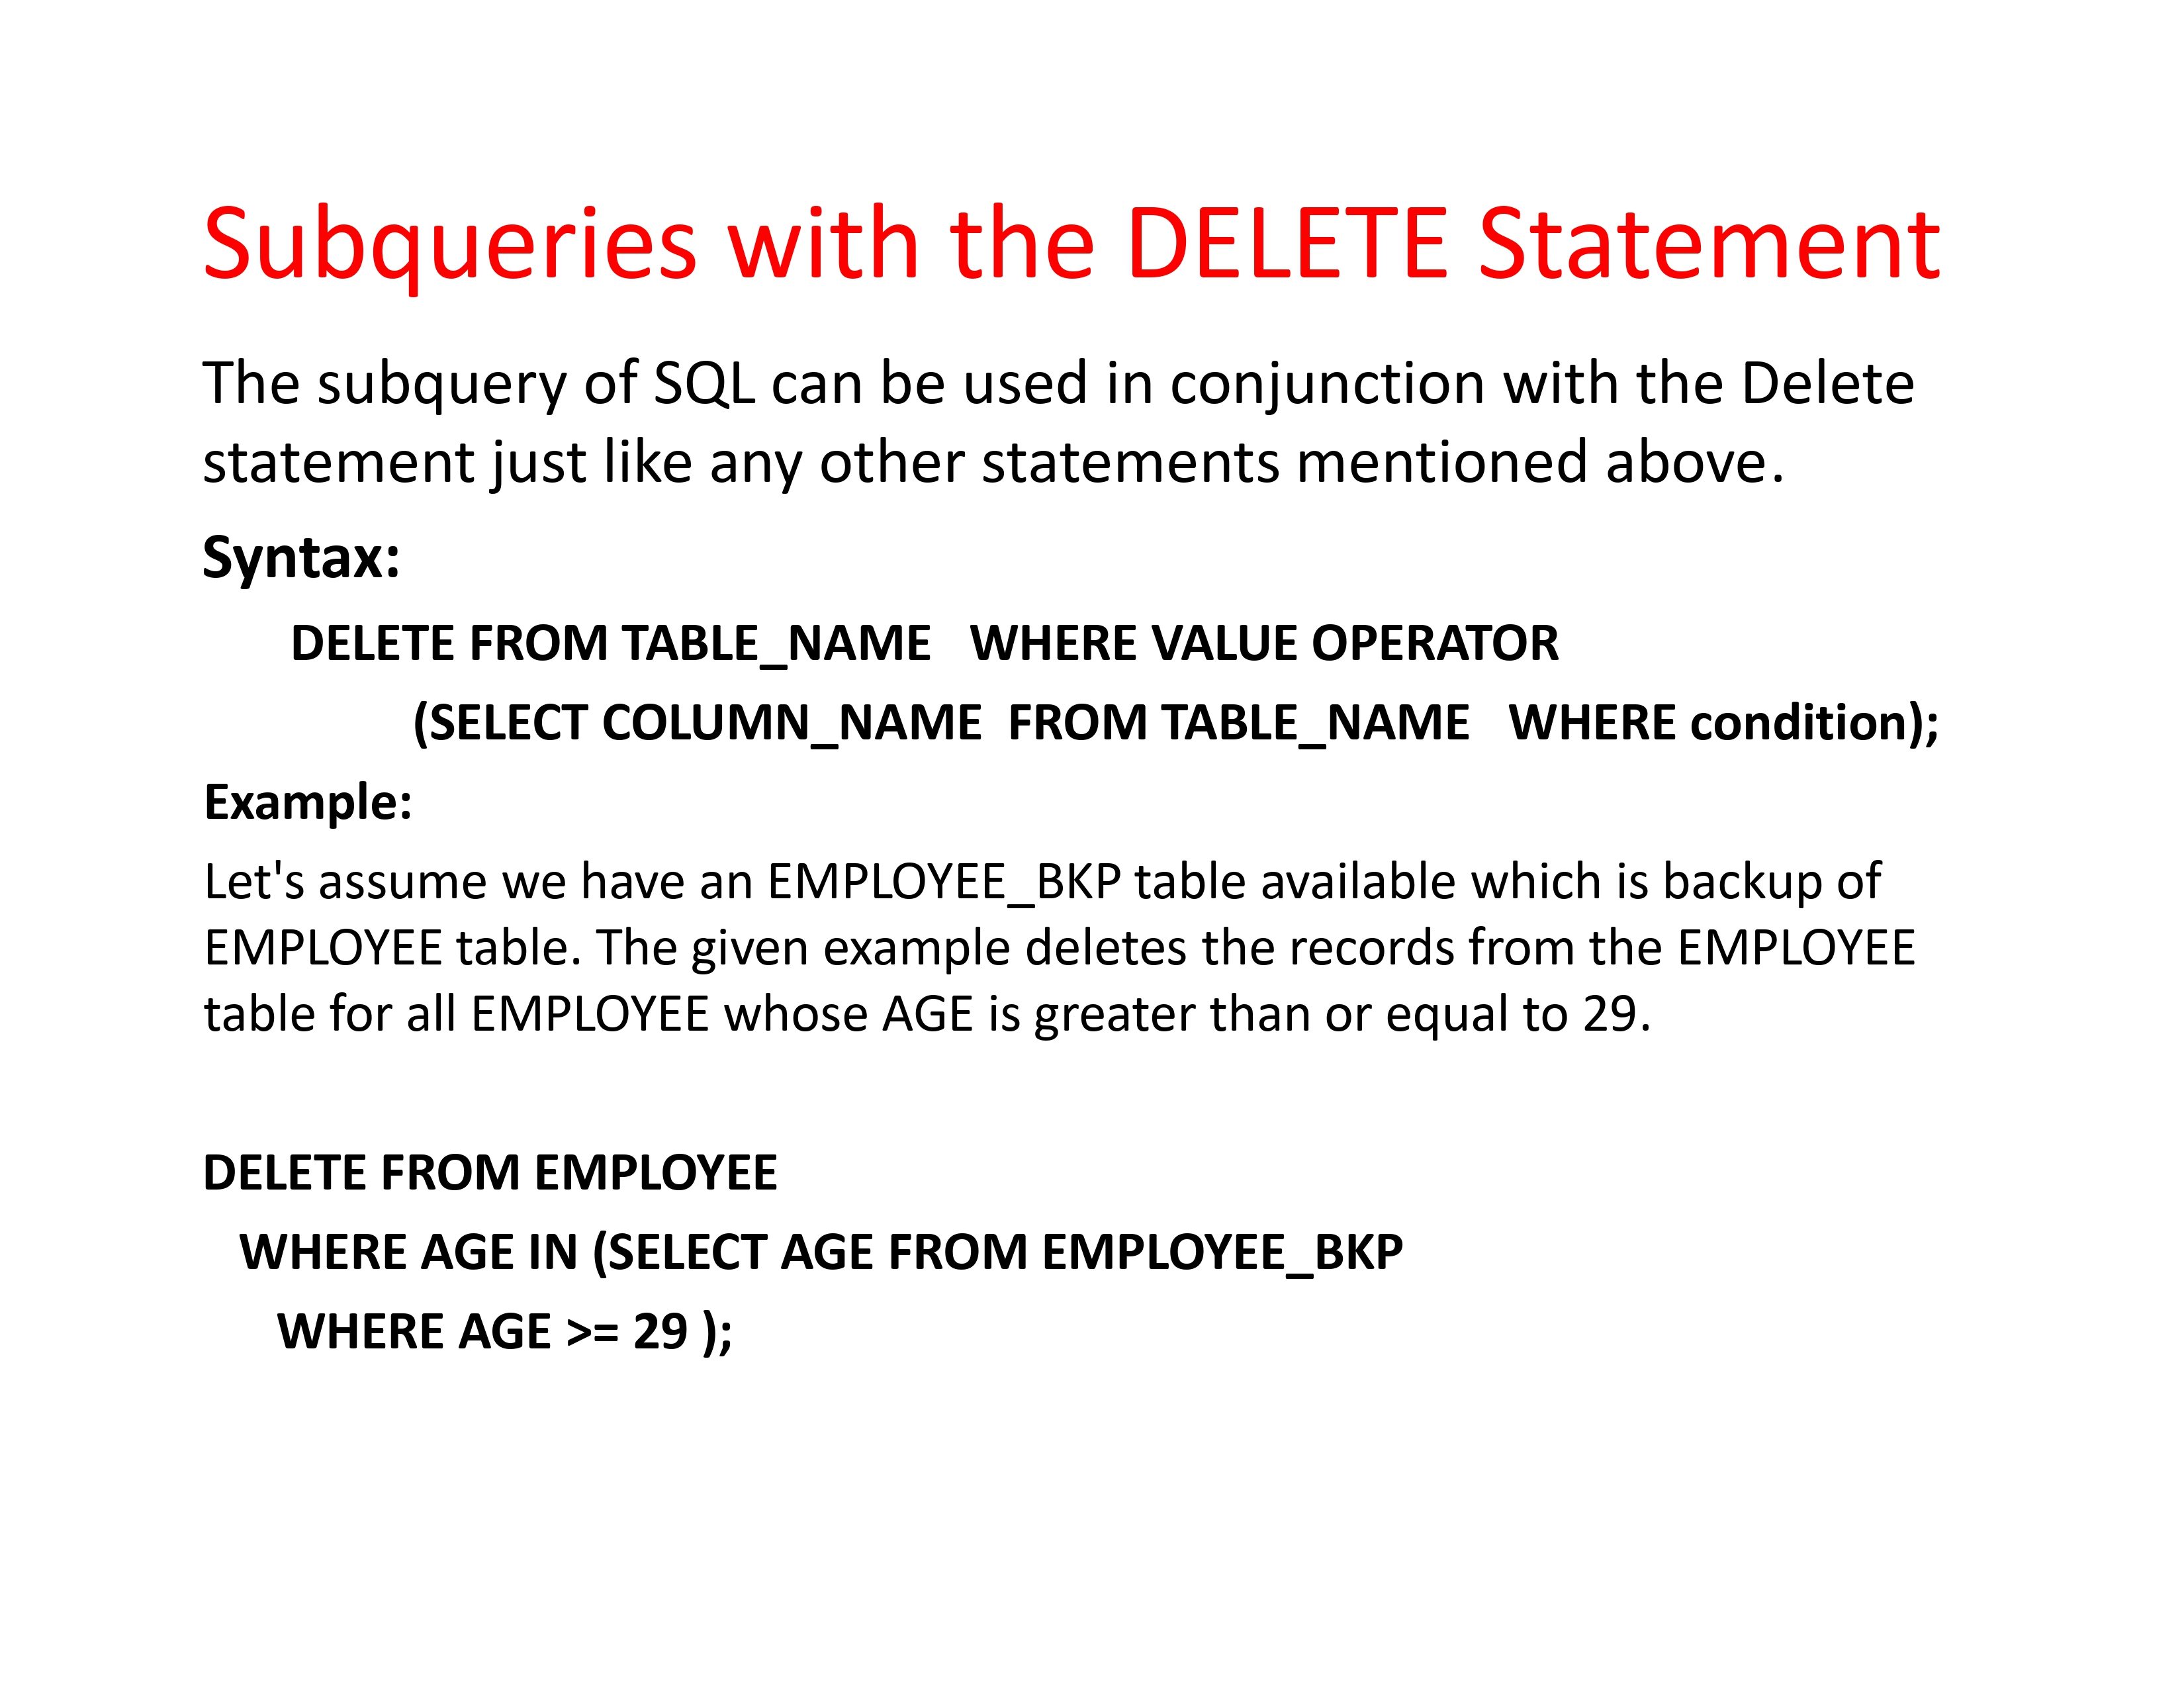 Subqueries with the DELETE Statement
The subquery of SQL can be used in conjunction with the Delete
statement just like any other statements mentioned above.
Syntax:
DELETE FROM TABLE_NAME   WHERE VALUE OPERATOR
(SELECT COLUMN_NAME  FROM TABLE_NAME   WHERE condition);
Example:
Let's assume we have an EMPLOYEE_BKP table available which is backup of
EMPLOYEE table. The given example deletes the records from the EMPLOYEE
table for all EMPLOYEE whose AGE is greater than or equal to 29.
DELETE FROM EMPLOYEE
WHERE AGE IN (SELECT AGE FROM EMPLOYEE_BKP
WHERE AGE >= 29 );